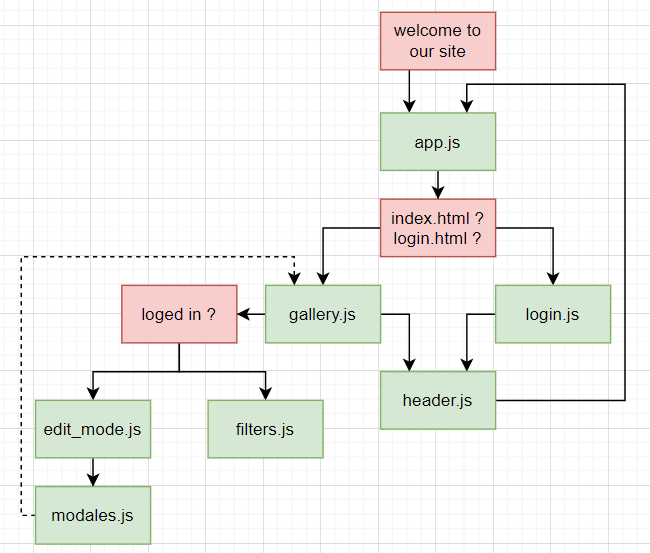 welcome to
our site
app.js
index.html ?
login.html ?
loged in ?
gallery.js
login.js
header.js
edit_mode.js
filters.js
modales.js